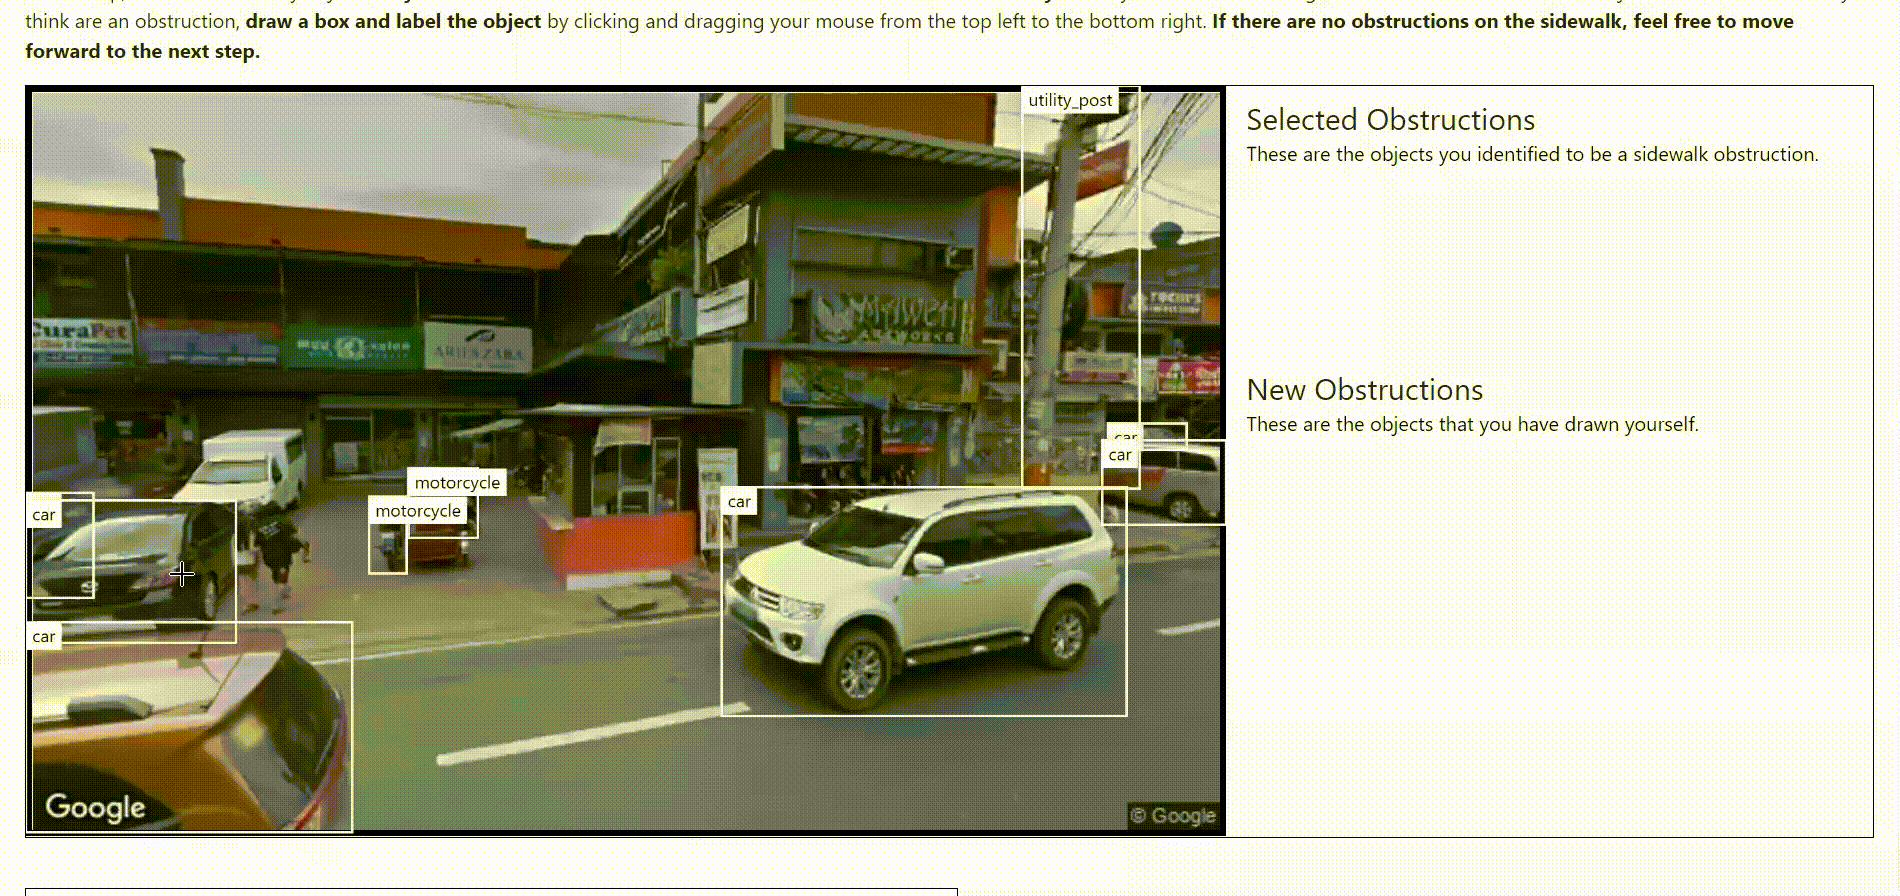 think are an obstruction, draw a box and label the object by clicking and dragging your mouse from the top left to the bottom right. If there are no obstructions on the sidewalk, feel free to move
forward to the next step.
utility_post
Selected Obstructions
These are the objects you identified to be a sidewalk obstruction.
CuraPet
ARIES ZARA
New Obstructions
These are the objects that you have drawn yourself.
car
car
motorcycle
car
motorcycle
car
car
Google
© Google